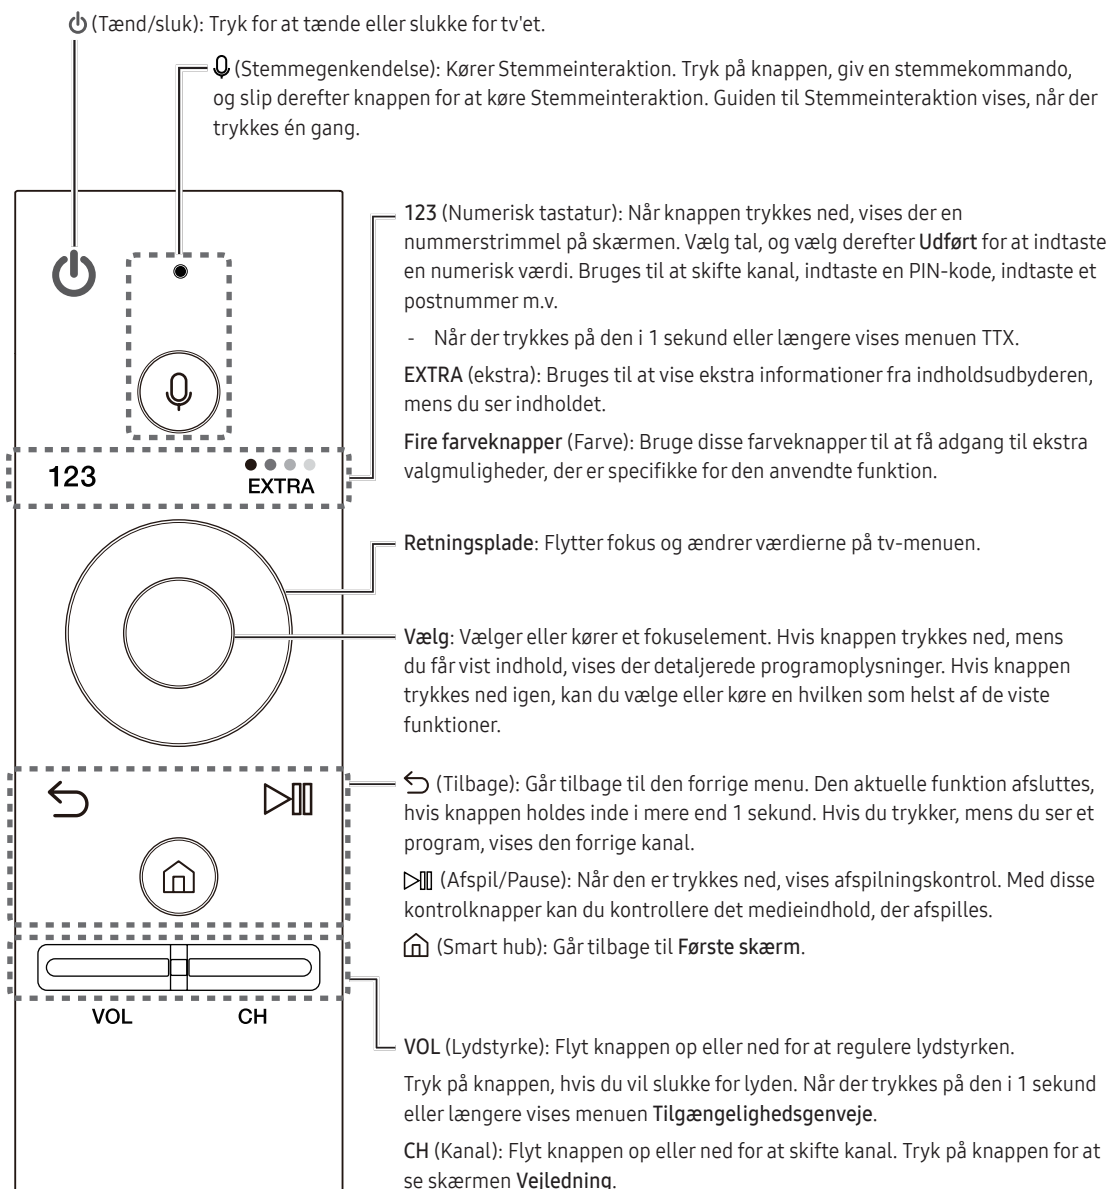 (Tænd/sluk): Tryk for at tænde eller slukke for tv'et.
(Stemmegenkendelse): Kører Stemmeinteraktion. Tryk på knappen, giv en stemmekommando,
og slip derefter knappen for at køre Stemmeinteraktion. Guiden til Stemmeinteraktion vises, når der
trykkes én gang.
123 (Numerisk tastatur): Når knappen trykkes ned, vises der en
nummerstrimmel på skærmen. Vælg tal, og vælg derefter Udført for at indtaste
en numerisk værdi. Bruges til at skifte kanal, indtaste en PIN-kode, indtaste et
postnummer m.v.
- Når der trykkes på den i 1 sekund eller længere vises menuen TTX.
EXTRA (ekstra): Bruges til at vise ekstra informationer fra indholdsudbyderen,
mens du ser indholdet.
Fire farveknapper (Farve): Bruge disse farveknapper til at få adgang til ekstra
valgmuligheder, der er specifikke for den anvendte funktion.
123
EXTRA
Retningsplade: Flytter fokus og ændrer værdierne på tv-menuen.
Vælg: Vælger eller kører et fokuselement. Hvis knappen trykkes ned, mens
du får vist indhold, vises der detaljerede programoplysninger. Hvis knappen
trykkes ned igen, kan du vælge eller køre en hvilken som helst af de viste
funktioner.
(Tilbage): Går tilbage til den forrige menu. Den aktuelle funktion afsluttes,
hvis knappen holdes inde i mere end 1 sekund. Hvis du trykker, mens du ser et
program, vises den forrige kanal.
(Afspil/Pause): Når den er trykkes ned, vises afspilningskontrol. Med disse
kontrolknapper kan du kontrollere det medieindhold, der afspilles.
(Smart hub): Går tilbage til Første skærm.
VOL
CH
VOL (Lydstyrke): Flyt knappen op eller ned for at regulere lydstyrken.
Tryk på knappen, hvis du vil slukke for lyden. Når der trykkes på den i 1 sekund
eller længere vises menuen Tilgængelighedsgenveje.
CH (Kanal): Flyt knappen op eller ned for at skifte kanal. Tryk på knappen for at
se skærmen Vejledning.